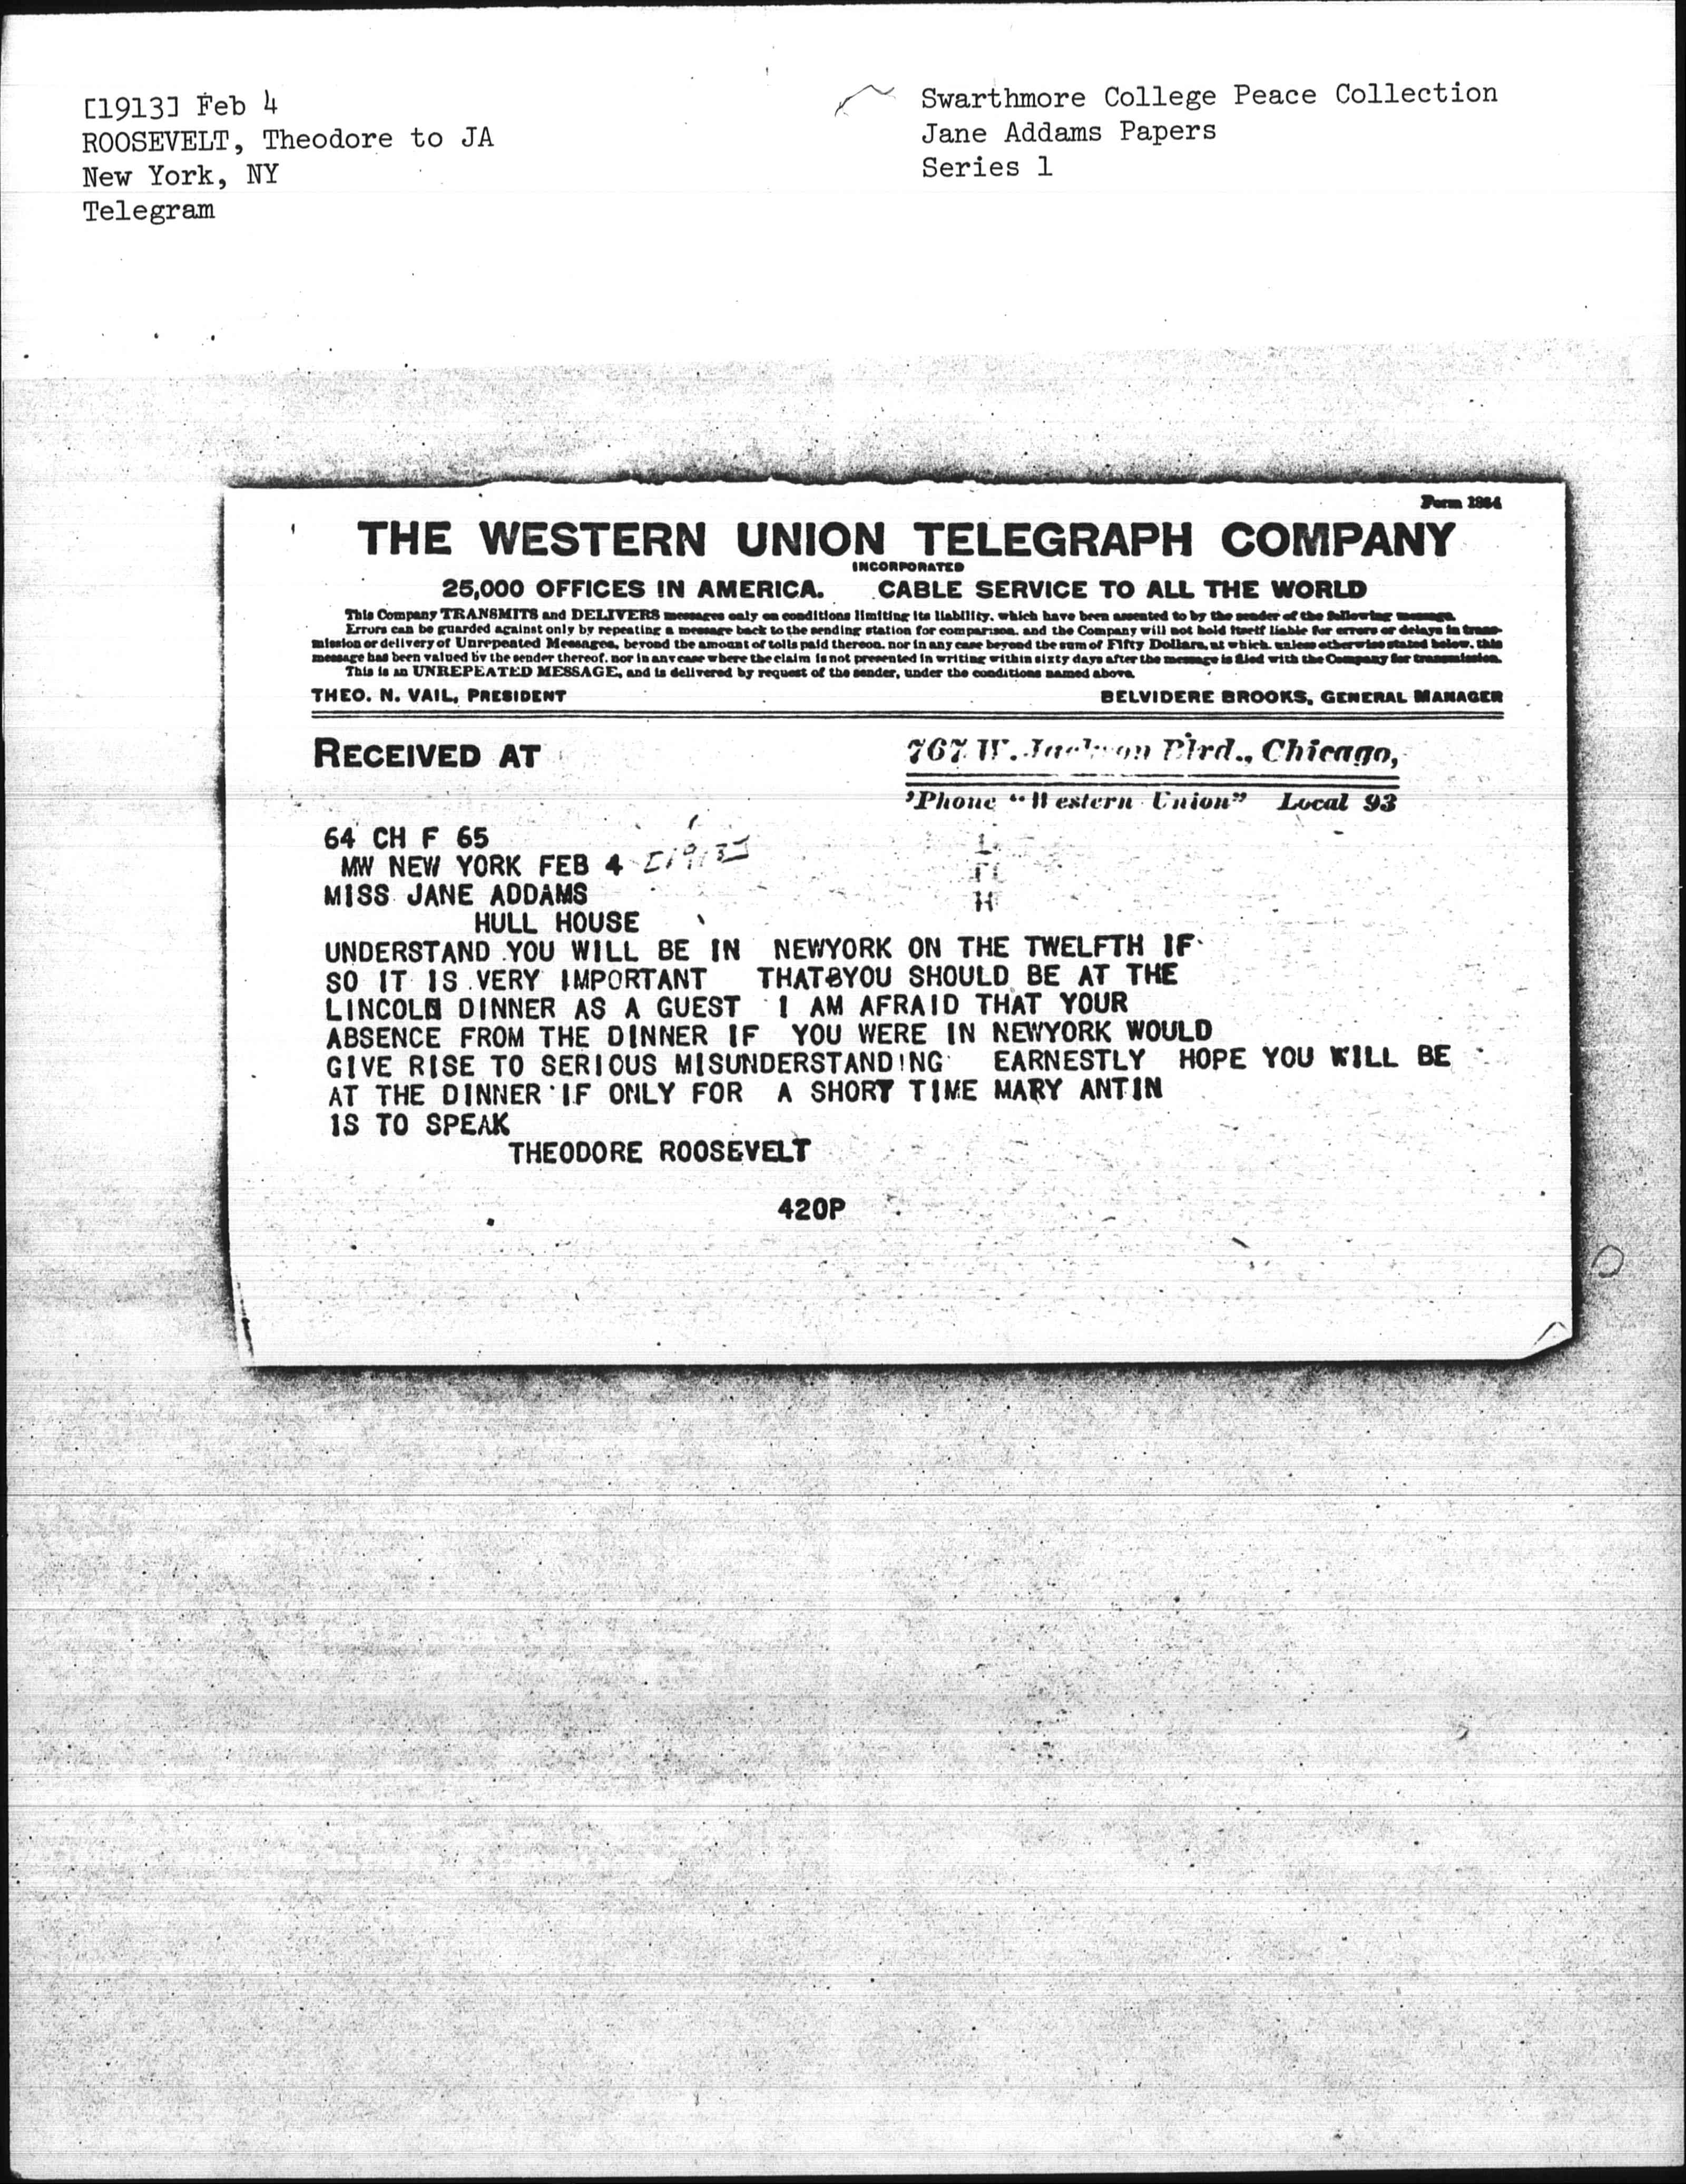 [1913] Feb 4
ROOSEVELT, Theodore to JA
New York, NY
Telegram
Swarthmore College Peace Collection
Jane Addams Papers
Series 1
Form 1864
THE WESTERN UNION TELEGRAPH COMPANY
INCORPORATED
25,000 OFFICES IN AMERICA. CABLE SERVICE TO ALL THE WORLD
This Company TRANSMITS and DELIVERS messages only on conditions limiting its liability, which have been assented to by the sender of the following message.
Errors can be guarded against only by repeating a message back to the sending station for comparison, and the Company will not hold itself liable for errors or delays in trans-
mission or delivery of Unrepeated Messages, beyond the amount of tolls paid thereon, nor in any case beyond the sum of Fifty Dollars, at which, unless otherwise stated below, this
message has been valued by the sender thereof, nor in any case where the claim is not presented in writing within sixty days after the message is filed with the Company for transmission.
This is an UNREPEATED MESSAGE, and is delivered by request of the sender, under the conditions named above.
THEO. N. VAIL, PRESIDENT BELVIDERE BROOKS, GENERAL MANAGER
RECEIVED AT 767 W. Jackson Blvd., Chicago,
'Phone "Western Union" Local 93
64 CH F 65
MW NEW YORK FEB 4 [1913]
MISS JANE ADDAMS
H
HULL HOUSE
UNDERSTAND YOU WILL BE IN NEWYORK ON THE TWELFTH IF
SO IT IS VERY IMPORTANT THAT&YOU SHOULD BE AT THE
LINCOLN DINNER AS A GUEST I AM AFRAID THAT YOUR
ABSENCE FROM THE DINNER IF YOU WERE IN NEWYORK WOULD
GIVE RISE TO SERIOUS MISUNDERSTANDING EARNESTLY HOPE YOU WILL BE
AT THE DINNER IF ONLY FOR A SHORT TIME MARY ANTIN
IS TO SPEAK
THEODORE ROOSEVELT
420P